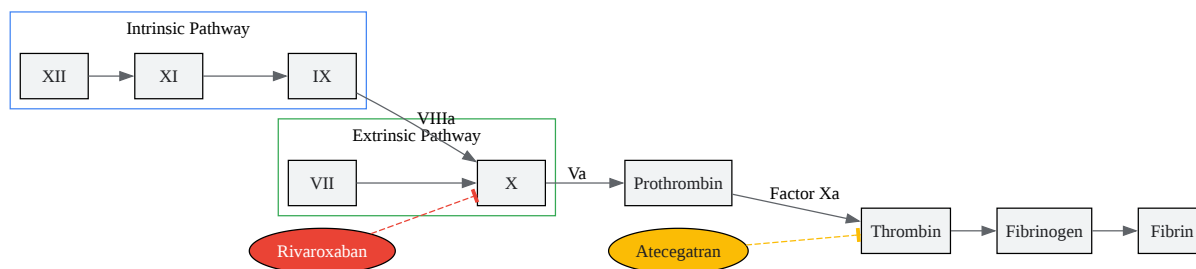 Intrinsic Pathway
XII
XI
IX
VIIIa
Extrinsic Pathway
VII
X
Va
Prothrombin
Factor Xa
Rivaroxaban
Atecegatran
Thrombin
Fibrinogen
Fibrin